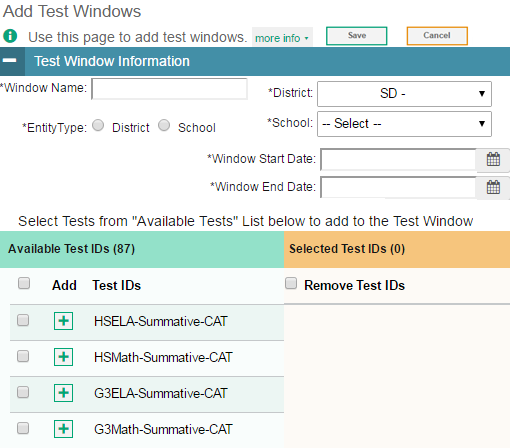 Add Test Windows
i Use this page to add test windows. more info Save Cancel
Test Window Information
*Window Name:
*District: SD -
*EntityType: District School
*School: -- Select --
*Window Start Date:
*Window End Date:
Select Tests from "Available Tests" List below to add to the Test Window
Available Test IDs (87) Selected Test IDs (0)
Add Test IDs Remove Test IDs
HSELA-Summative-CAT
HSMath-Summative-CAT
G3ELA-Summative-CAT
G3Math-Summative-CAT